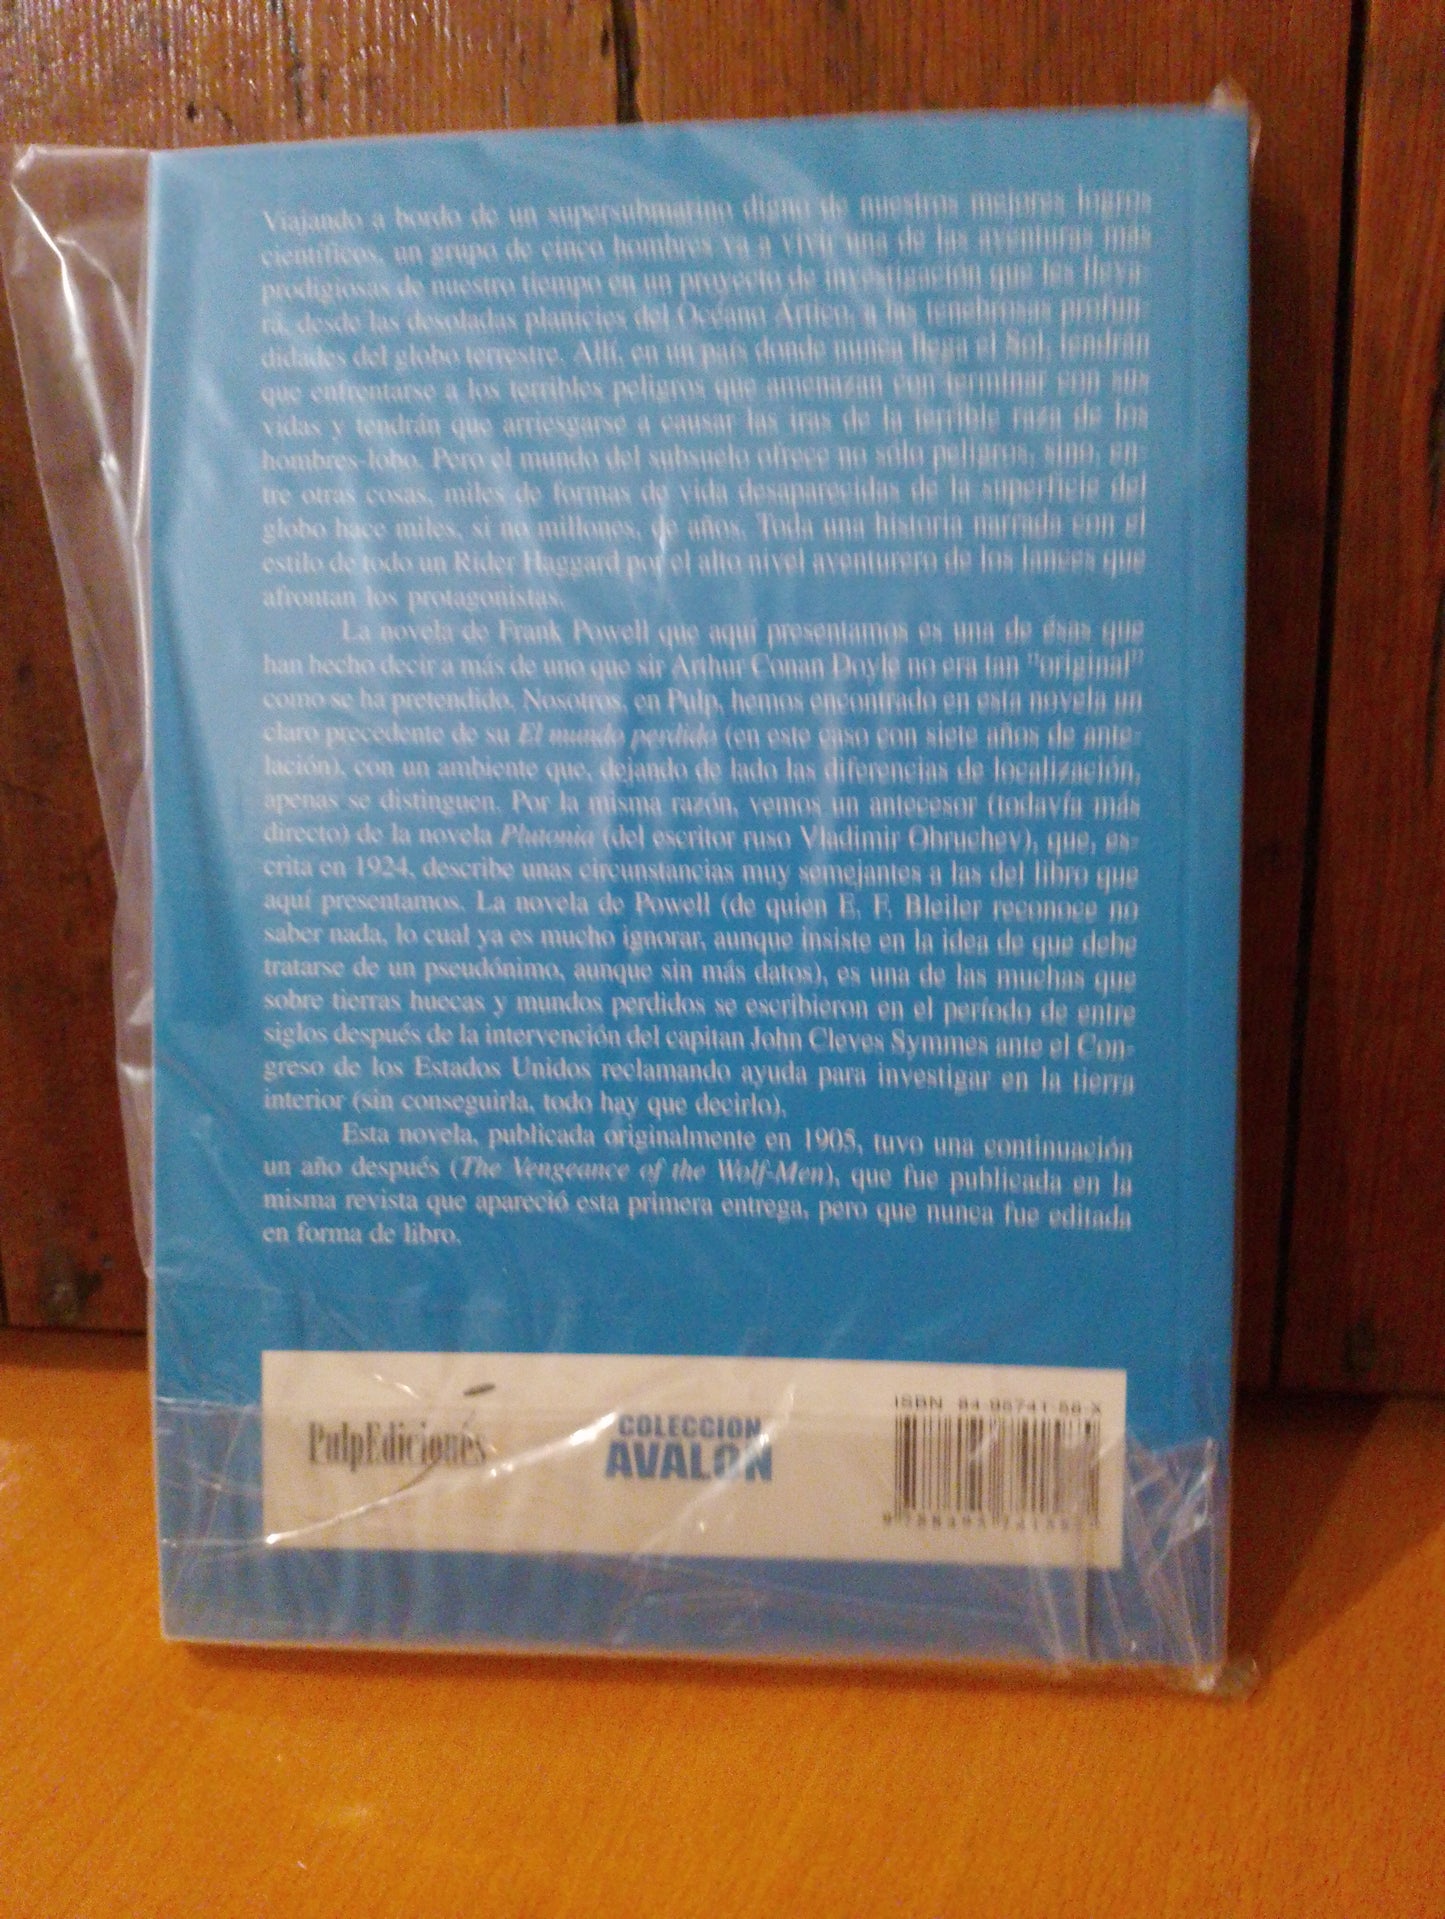 Viajando a bordo de un supersubmarino digno de nuestros mejores logros
científicos, un grupo de cinco hombres va a vivir una de las aventuras más
prodigiosas de nuestro tiempo en un proyecto de investigación que les lleva-
rá, desde las desoladas planicies del Océano Ártico, a las tenebrosas profun-
didades del globo terrestre. Allí, en un país donde nunca llega el Sol, tendrán
que enfrentarse a los terribles peligros que amenazan con terminar con sus
vidas y tendrán que arriesgarse a causar las iras de la terrible raza de los
hombres-lobo. Pero el mundo del subsuelo ofrece no sólo peligros, sino, en-
tre otras cosas, miles de formas de vida desaparecidas de la superficie del
globo hace miles, si no millones, de años. Toda una historia narrada con el
estilo de todo un Rider Haggard por el alto nivel aventurero de los lances que
afrontan los protagonistas.
La novela de Frank Powell que aquí presentamos es una de ésas que
han hecho decir a más de uno que sir Arthur Conan Doyle no era tan "original"
como se ha pretendido. Nosotros, en Pulp, hemos encontrado en esta novela un
claro precedente de su El mundo perdido (en este caso con siete años de ante-
lación), con un ambiente que, dejando de lado las diferencias de localización,
apenas se distinguen. Por la misma razón, vemos un antecesor (todavía más
directo) de la novela Plutonia (del escritor ruso Vladimir Obruchev), que, es-
crita en 1924, describe unas circunstancias muy semejantes a las del libro que
aquí presentamos. La novela de Powell (de quien E. F. Bleiler reconoce no
saber nada, lo cual ya es mucho ignorar, aunque insiste en la idea de que debe
tratarse de un pseudónimo, aunque sin más datos), es una de las muchas que
sobre tierras huecas y mundos perdidos se escribieron en el período de entre
siglos después de la intervención del capitan John Cleves Symmes ante el Con-
greso de los Estados Unidos reclamando ayuda para investigar en la tierra
interior (sin conseguirla, todo hay que decirlo).
Esta novela, publicada originalmente en 1905, tuvo una continuación
un año después (The Vengeance of the Wolf-Men), que fue publicada en la
misma revista que apareció esta primera entrega, pero que nunca fue editada
en forma de libro.
PulpEdiciones
COLECCION
AVALON
ISBN